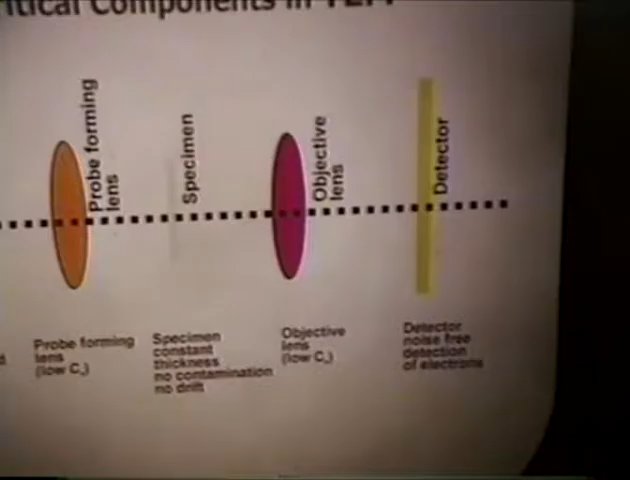 Critical Components in TEM
Probe forming
lens
Specimen
Objective
lens
Detector
Probe forming
lens
(low Cs)
Specimen
constant
thickness
no contamination
no drift
Objective
lens
(low Cs)
Detector
noise free
detection
of electrons